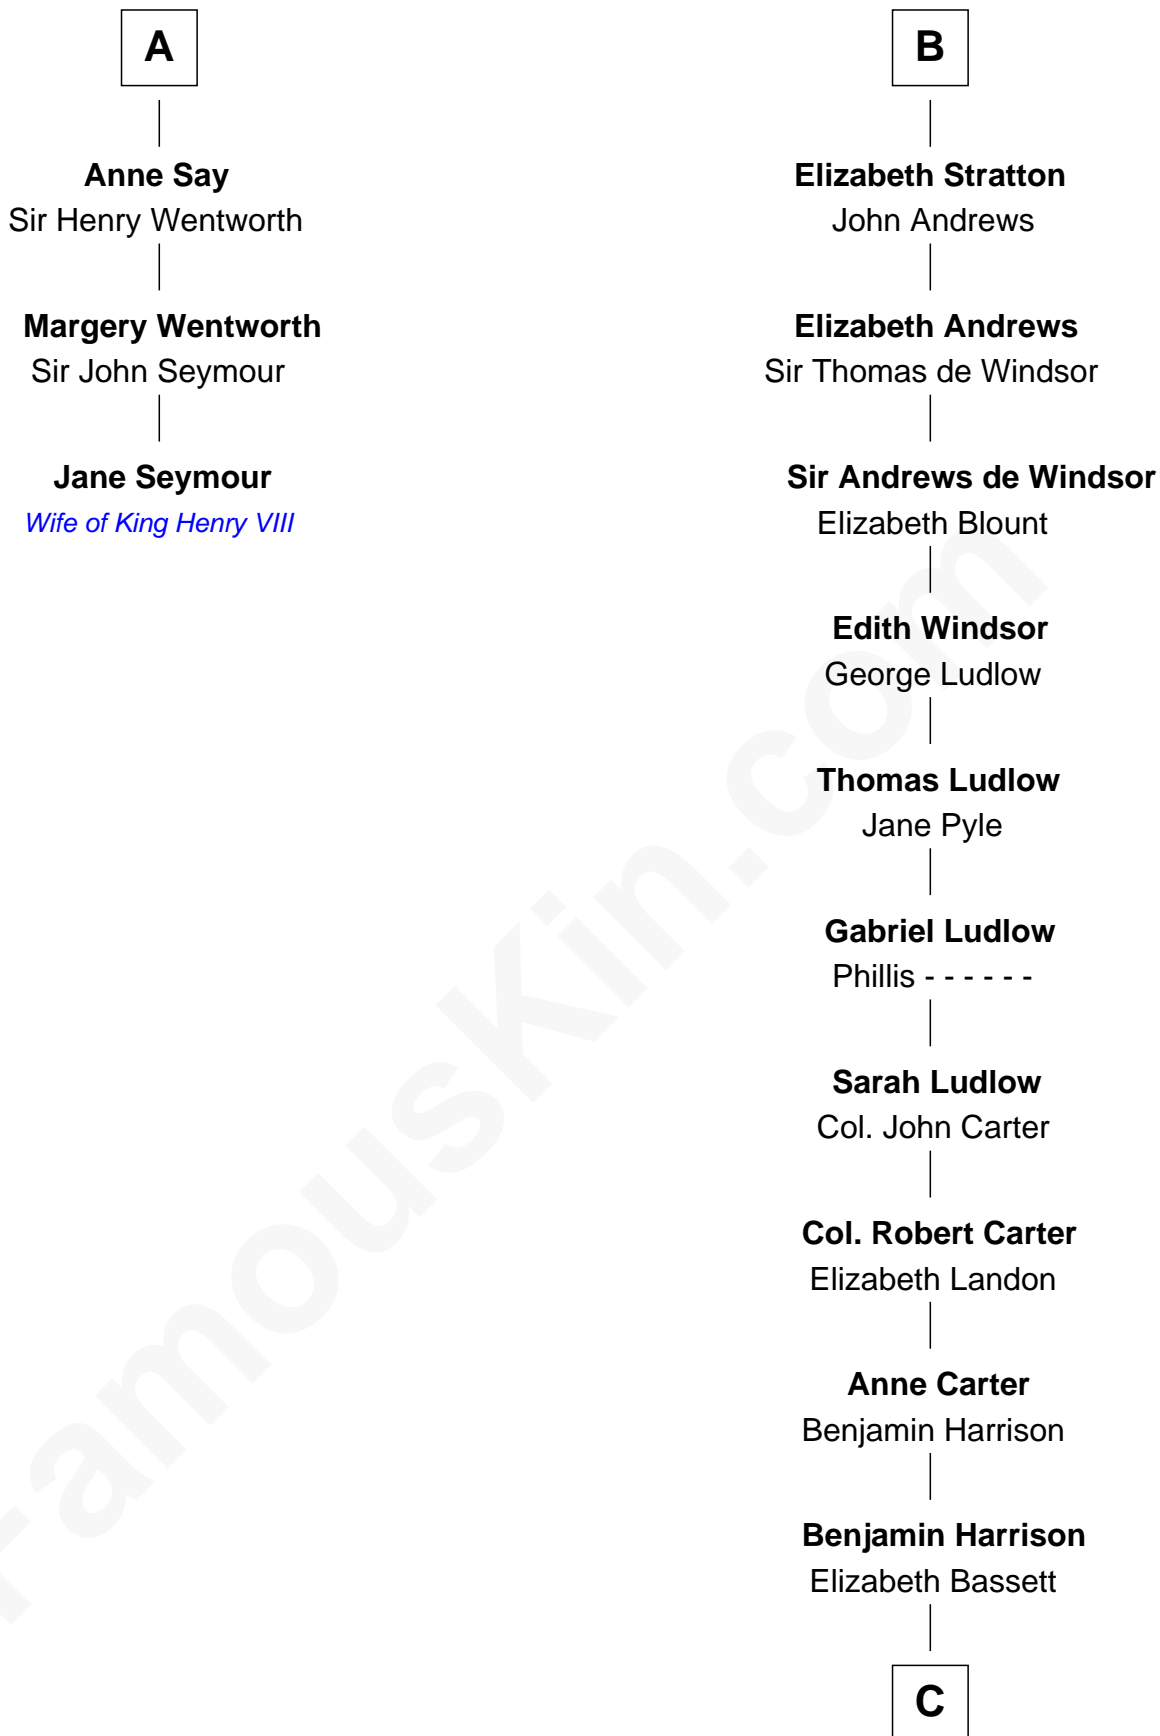 A
Anne Say
Sir Henry Wentworth
Margery Wentworth
Sir John Seymour
Jane Seymour
Wife of King Henry VIII
B
Elizabeth Stratton
John Andrews
Elizabeth Andrews
Sir Thomas de Windsor
Sir Andrews de Windsor
Elizabeth Blount
Edith Windsor
George Ludlow
Thomas Ludlow
Jane Pyle
Gabriel Ludlow
Phillis - - - - - -
Sarah Ludlow
Col. John Carter
Col. Robert Carter
Elizabeth Landon
Anne Carter
Benjamin Harrison
Benjamin Harrison
Elizabeth Bassett
C
FamousKin.com